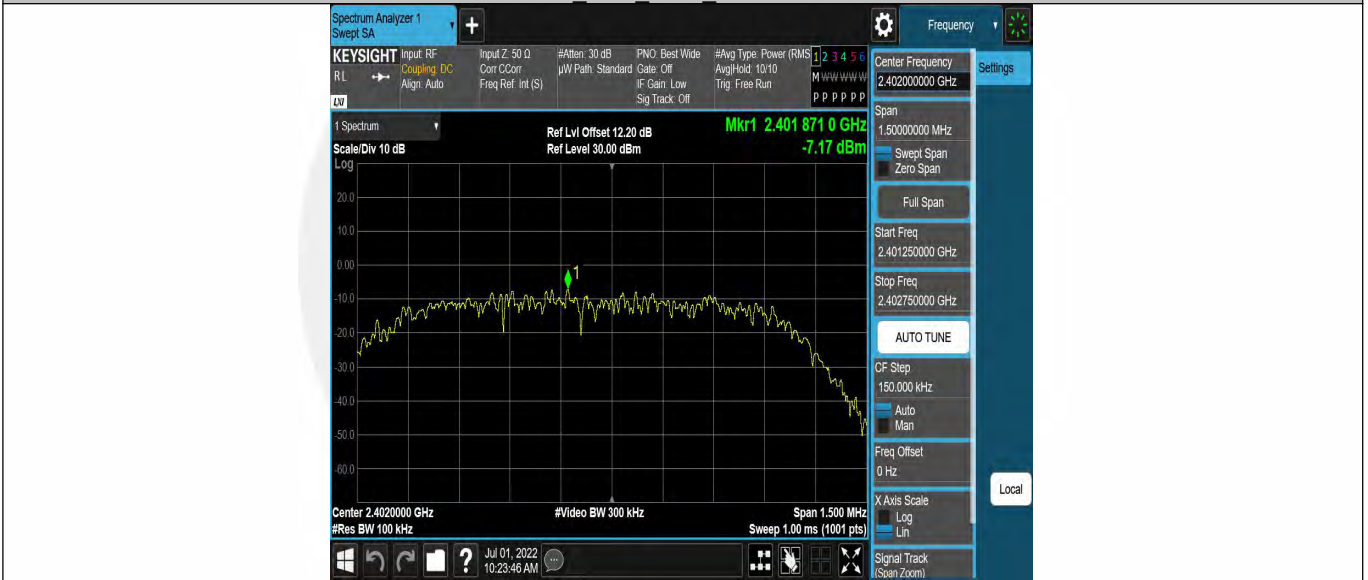 Spectrum Analyzer 1
Swept SA
+
Frequency
KEYSIGHT
RL
LXI
Input: RF
Coupling: DC
Align: Auto
Input Z: 50 Ω
Corr CCorr
Freq Ref: Int (S)
#Atten: 30 dB
µW Path: Standard
PNO: Best Wide
Gate: Off
IF Gain: Low
Sig Track: Off
#Avg Type: Power (RMS
Avg|Hold: 10/10
Trig: Free Run
1 2 3 4 5 6
M W W W W W
P P P P P P
1 Spectrum
Scale/Div 10 dB
Log
Ref Lvl Offset 12.20 dB
Ref Level 30.00 dBm
Mkr1 2.401 871 0 GHz
-7.17 dBm
20.0
10.0
0.00
-10.0
-20.0
-30.0
-40.0
-50.0
-60.0
1
Center 2.4020000 GHz
#Res BW 100 kHz
#Video BW 300 kHz
Span 1.500 MHz
Sweep 1.00 ms (1001 pts)
?
Jul 01, 2022
10:23:46 AM
Center Frequency
2.402000000 GHz
Settings
Span
1.50000000 MHz
Swept Span
Zero Span
Full Span
Start Freq
2.401250000 GHz
Stop Freq
2.402750000 GHz
AUTO TUNE
CF Step
150.000 kHz
Auto
Man
Freq Offset
0 Hz
X Axis Scale
Log
Lin
Local
Signal Track
(Span Zoom)